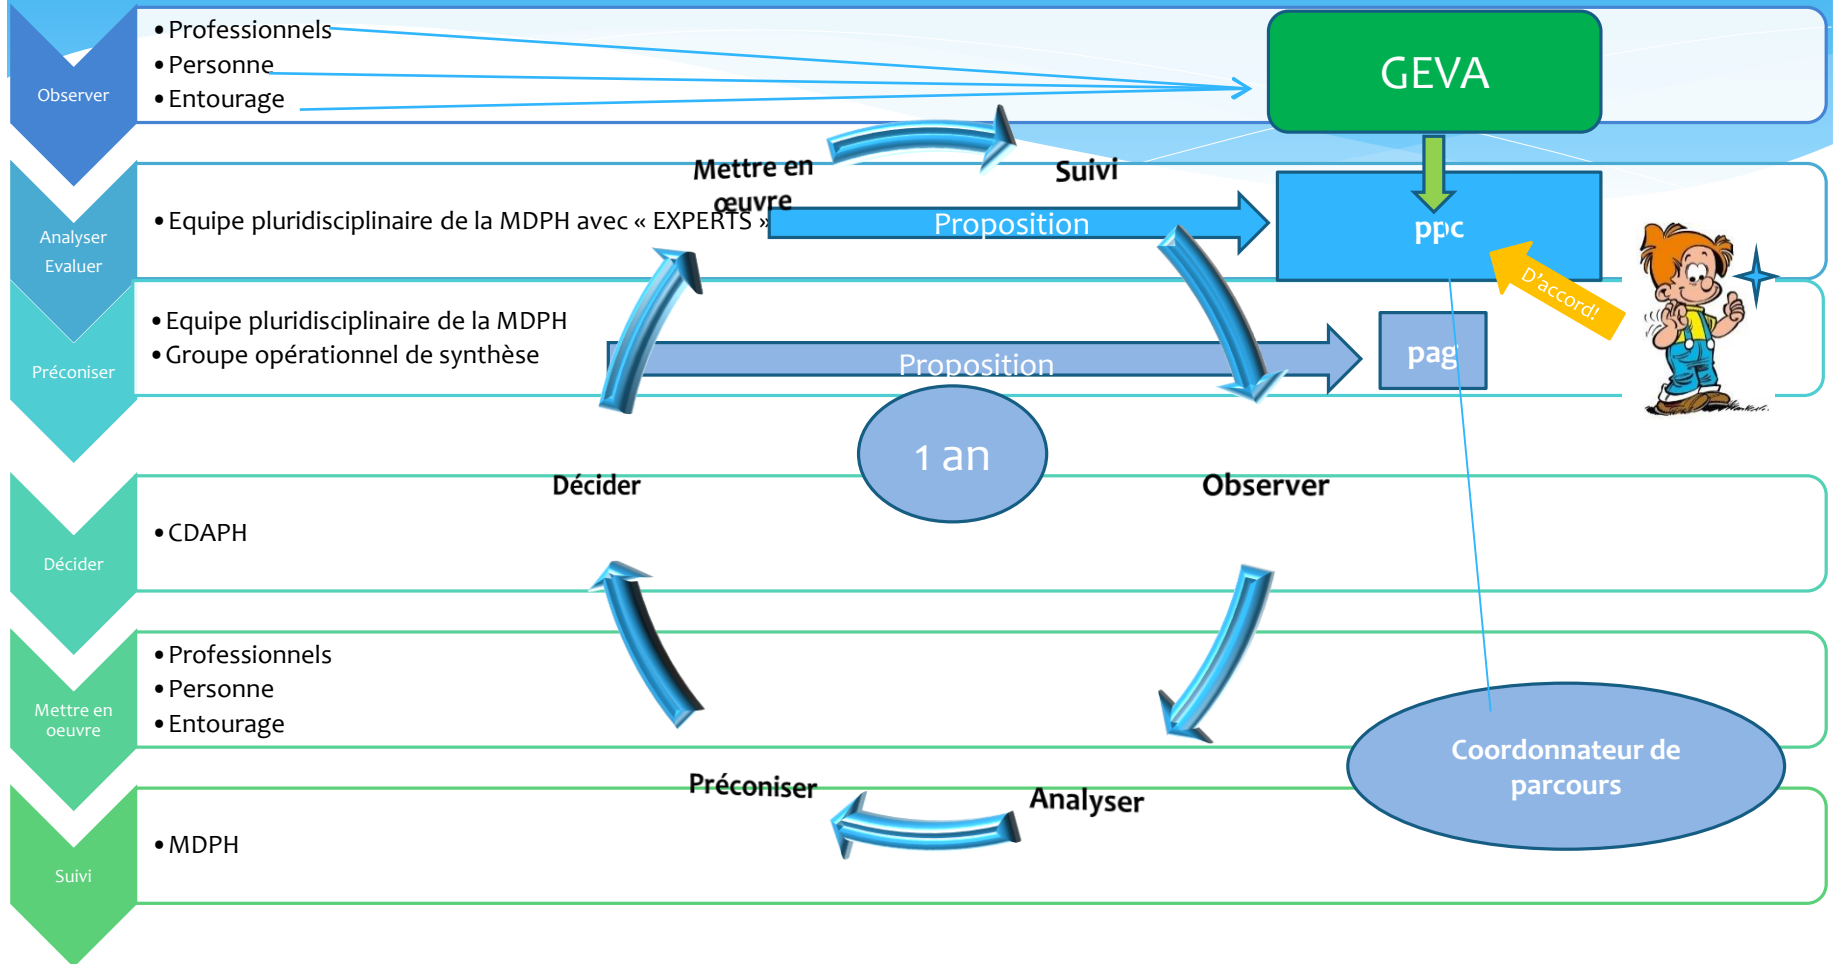 Observer
• Professionnels
• Personne
• Entourage
GEVA
Analyser
Evaluer
• Equipe pluridisciplinaire de la MDPH avec « EXPERTS »
Proposition
ppc
D'accord!
Préconiser
• Equipe pluridisciplinaire de la MDPH
• Groupe opérationnel de synthèse
Proposition
pag
Décider
• CDAPH
Mettre en
oeuvre
• Professionnels
• Personne
• Entourage
Coordonnateur de
parcours
Suivi
• MDPH
1 an
Mettre en
œuvre
Suivi
Observer
Analyser
Préconiser
Décider